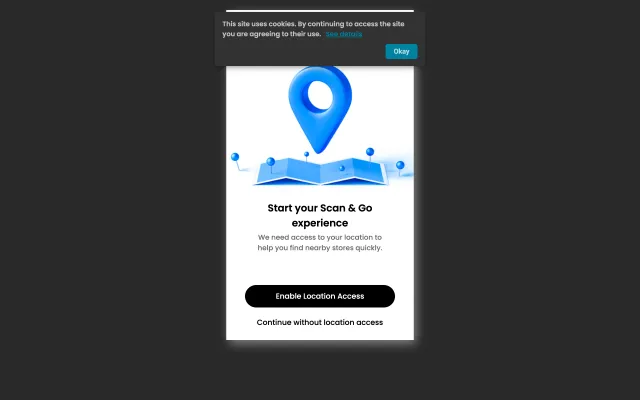 This site uses cookies. By continuing to access the site
you are agreeing to their use. See details
Okay
Start your Scan & Go
experience
We need access to your location to
help you find nearby stores quickly.
Enable Location Access
Continue without location access